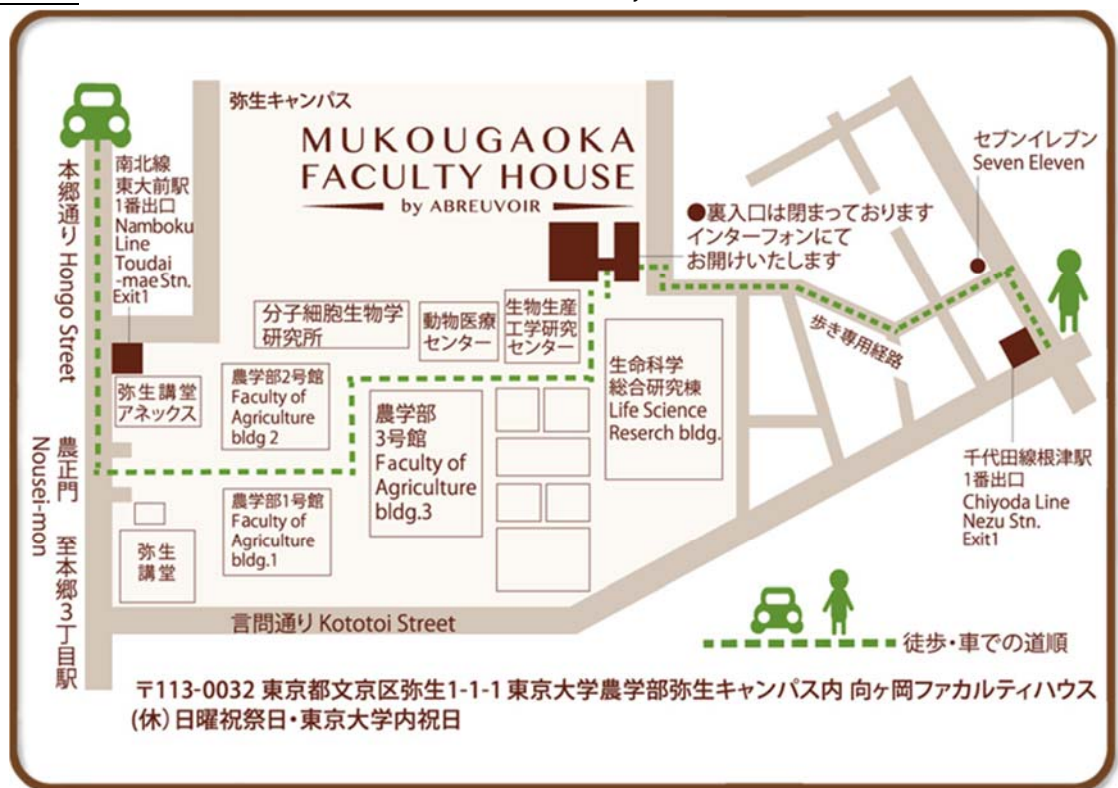 弥生キャンパス
MUKOUGAOKA
FACULTY HOUSE
by ABREUVOIR
南北線
東大前駅
1番出口
Namboku
Line
Toudai
-mae Stn.
Exit1
本郷通り Hongo Street
セブンイレブン
Seven Eleven
●裏入口は閉まっております
インターフォンにて
お開けいたします
分子細胞生物学
研究所
動物医療
センター
生物生産
工学研究
センター
歩き専用経路
弥生講堂
アネックス
農学部2号館
Faculty of
Agriculture
bldg 2
農学部
3号館
Faculty of
Agriculture
bldg.3
生命科学
総合研究棟
Life Science
Reserch bldg.
農正門
Nousei-mon
至本郷3丁目駅
農学部1号館
Faculty of
Agriculture
bldg.1
弥生
講堂
千代田線根津駅
1番出口
Chiyoda Line
Nezu Stn.
Exit1
言問通り Kototoi Street
徒歩・車での道順
〒113-0032 東京都文京区弥生1-1-1 東京大学農学部弥生キャンパス内 向ヶ岡ファカルティハウス
(休)日曜祝祭日・東京大学内祝日